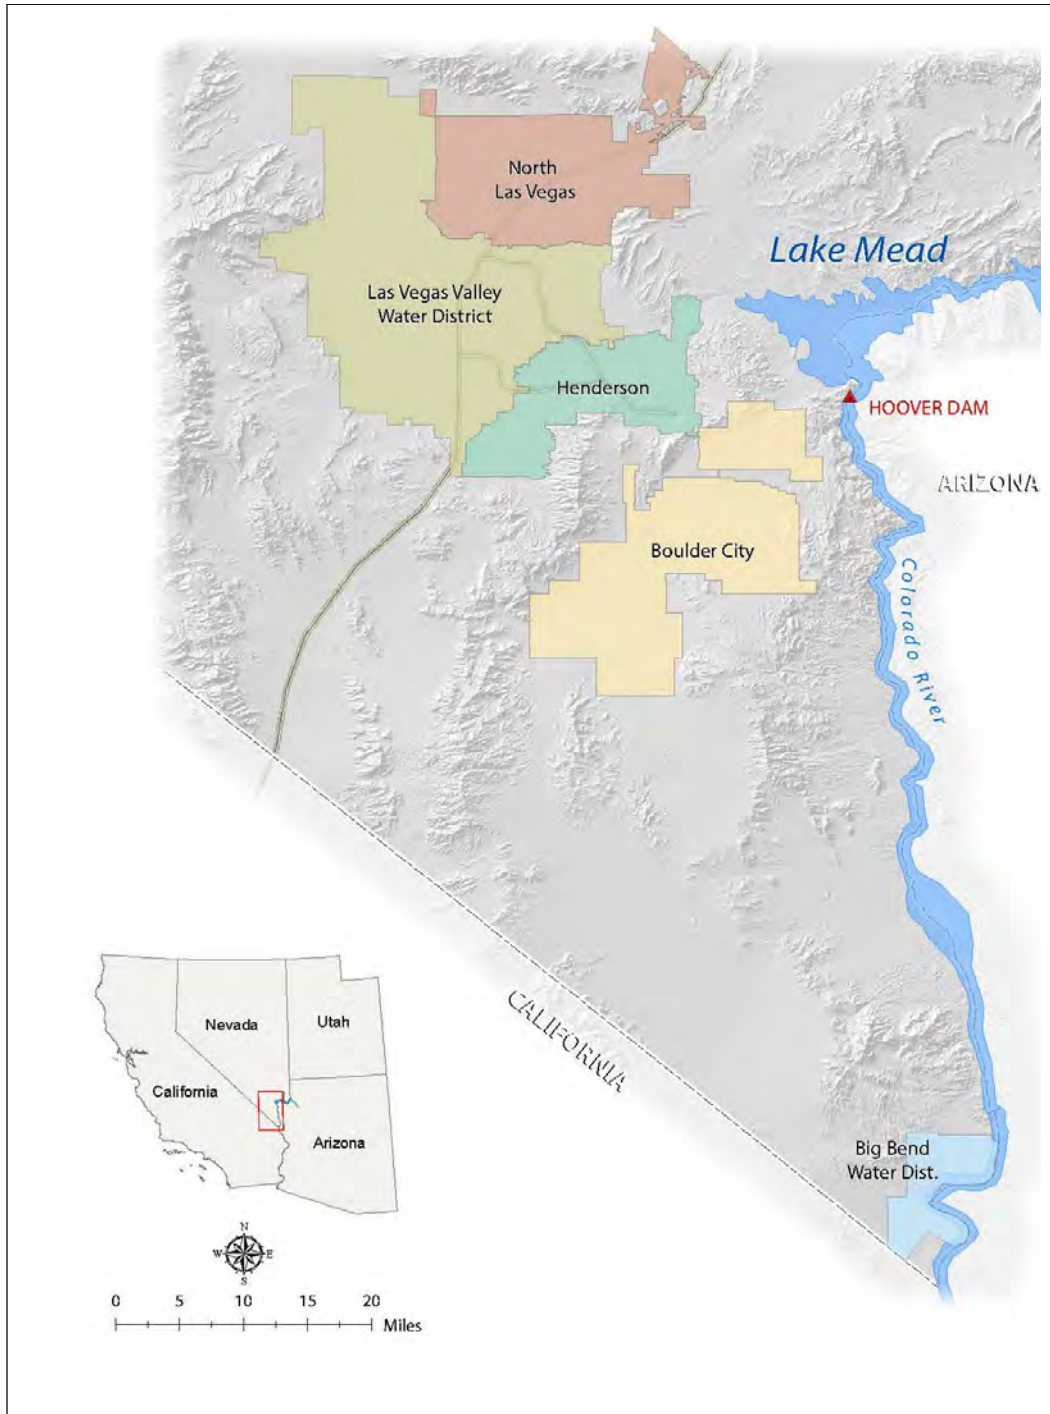 North
Las Vegas
Lake Mead
Las Vegas Valley
Water District
Henderson
HOOVER DAM
ARIZONA
Boulder City
Colorado River
CALIFORNIA
Nevada
Utah
California
Arizona
Big Bend
Water Dist.
N
W E
S
0 5 10 15 20
Miles